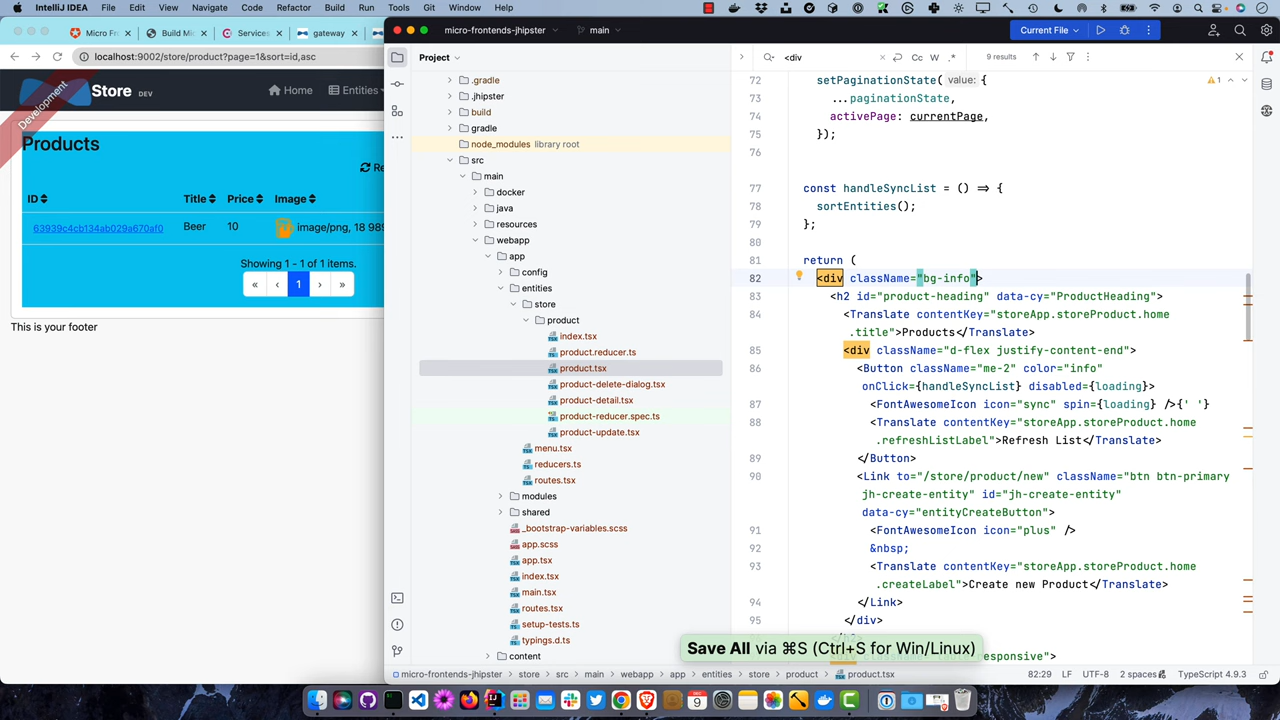 IntelliJ IDEA File Edit View Navigate Code Refactor Build Run Tools Git Window Help
Micro Fr
Build Mi
Services
gateway
localhost:9002/store/product?page=1&sort=id,asc
Store DEV
Home
Entities
Development
Products
Re
ID Title Price Image
63939c4cb134ab029a670af0 Beer 10 image/png, 18 989
Showing 1 - 1 of 1 items.
« ‹ 1 › »
This is your footer
micro-frontends-jhipster main
Current File
Project
.gradle
.jhipster
build
gradle
node_modules library root
src
main
docker
java
resources
webapp
app
config
entities
store
product
index.tsx
product.reducer.ts
product.tsx
product-delete-dialog.tsx
product-detail.tsx
product-reducer.spec.ts
product-update.tsx
menu.tsx
reducers.ts
routes.tsx
modules
shared
_bootstrap-variables.scss
app.scss
app.tsx
index.tsx
main.tsx
routes.tsx
setup-tests.ts
typings.d.ts
content
<div Cc W .* 9 results
1
72 setPaginationState( value: {
73 ...paginationState,
74 activePage: currentPage,
75 });
76
77 const handleSyncList = () => {
78 sortEntities();
79 };
80
81 return (
82 <div className="bg-info">
83 <h2 id="product-heading" data-cy="ProductHeading">
84 <Translate contentKey="storeApp.storeProduct.home
.title">Products</Translate>
85 <div className="d-flex justify-content-end">
86 <Button className="me-2" color="info"
onClick={handleSyncList} disabled={loading}>
87 <FontAwesomeIcon icon="sync" spin={loading} />{' '}
88 <Translate contentKey="storeApp.storeProduct.home
.refreshListLabel">Refresh List</Translate>
89 </Button>
90 <Link to="/store/product/new" className="btn btn-primary
jh-create-entity" id="jh-create-entity"
data-cy="entityCreateButton">
91 <FontAwesomeIcon icon="plus" />
92 &nbsp;
93 <Translate contentKey="storeApp.storeProduct.home
.createLabel">Create new Product</Translate>
94 </Link>
95 </div>
Save All via ⌘S (Ctrl+S for Win/Linux)
micro-frontends-jhipster › store › src › main › webapp › app › entities › store › product › product.tsx
82:29 LF UTF-8 2 spaces TypeScript 4.9.3